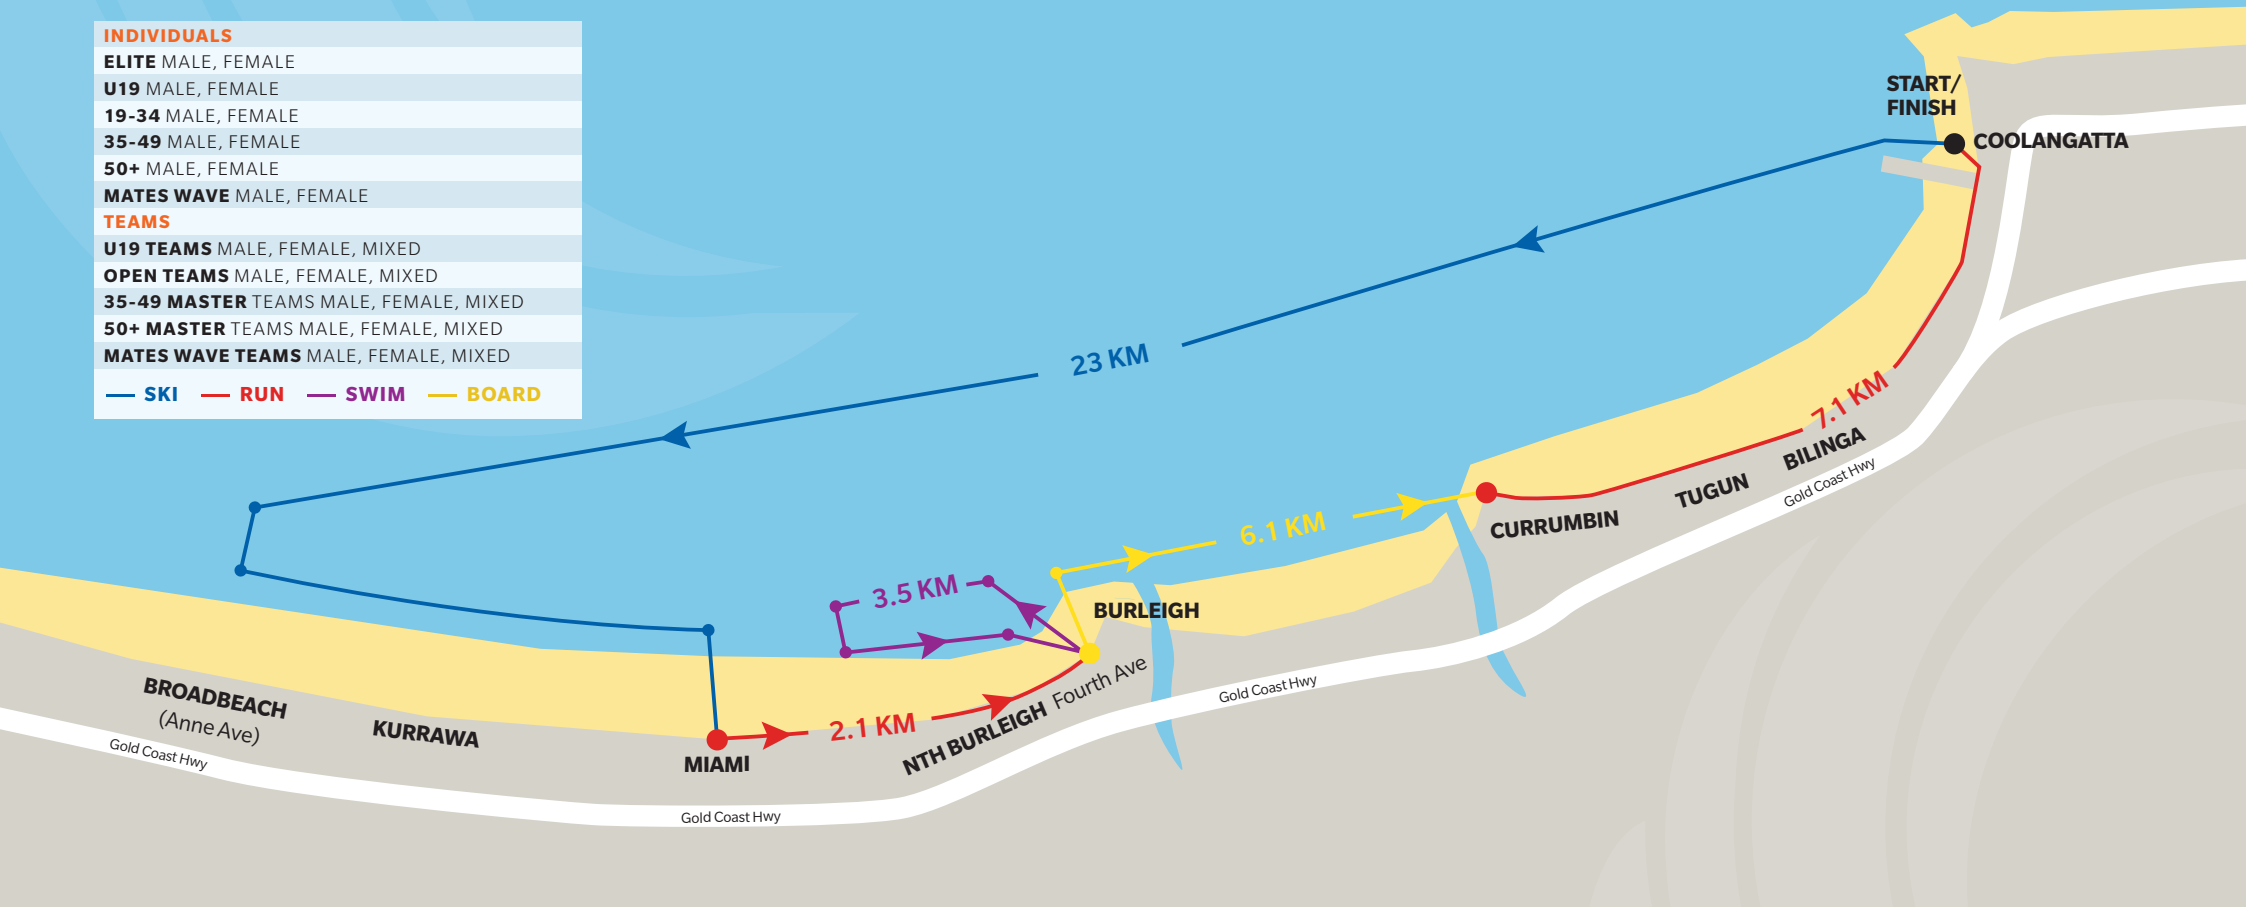 INDIVIDUALS
ELITE MALE, FEMALE
U19 MALE, FEMALE
19-34 MALE, FEMALE
35-49 MALE, FEMALE
50+ MALE, FEMALE
MATES WAVE MALE, FEMALE
TEAMS
U19 TEAMS MALE, FEMALE, MIXED
OPEN TEAMS MALE, FEMALE, MIXED
35-49 MASTER TEAMS MALE, FEMALE, MIXED
50+ MASTER TEAMS MALE, FEMALE, MIXED
MATES WAVE TEAMS MALE, FEMALE, MIXED
SKI RUN SWIM BOARD
START/
FINISH
COOLANGATTA
23 KM
7.1 KM
BILINGA
Gold Coast Hwy
TUGUN
CURRUMBIN
6.1 KM
3.5 KM
BURLEIGH
NTH BURLEIGH Fourth Ave
Gold Coast Hwy
2.1 KM
MIAMI
KURRAWA
BROADBEACH
(Anne Ave)
Gold Coast Hwy
Gold Coast Hwy